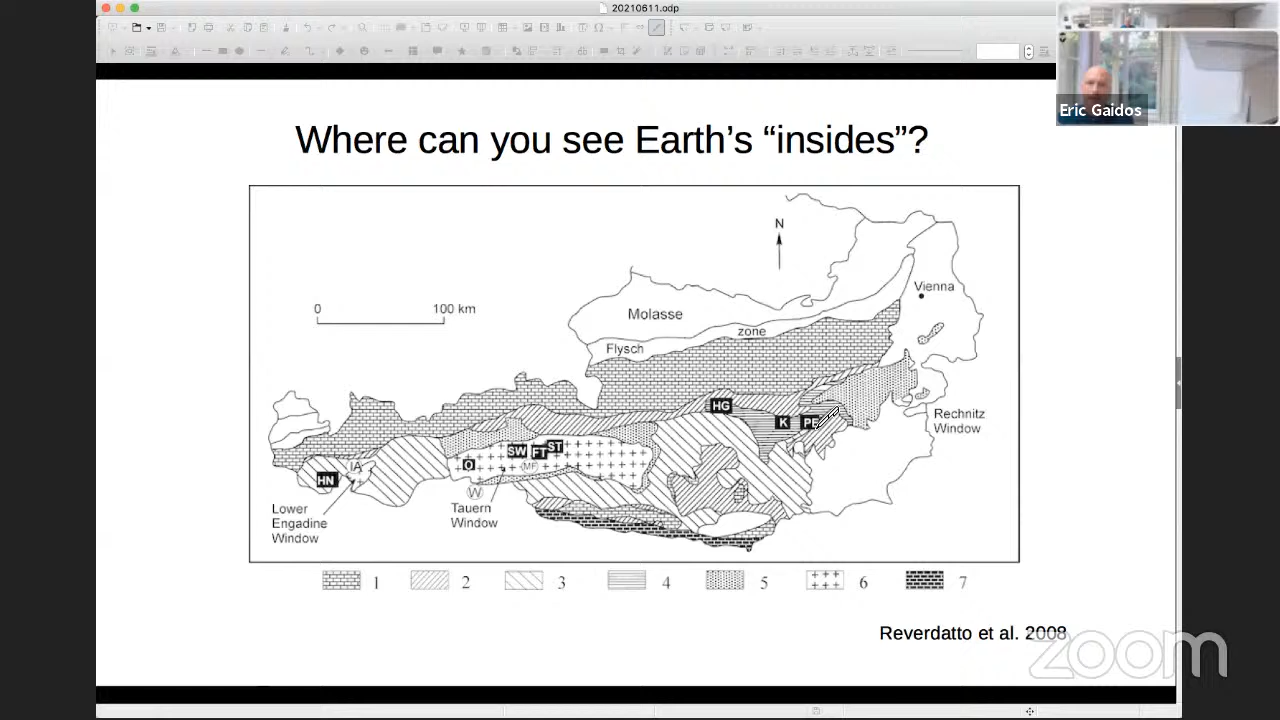 20210611.odp
Eric Gaidos
Where can you see Earth's “insides”?
N
Vienna
0 100 km
Molasse
zone
Flysch
HG
K PE
Rechnitz
Window
SW FT ST
O MF
IA
HN
W
Lower
Engadine
Window
Tauern
Window
1 2 3 4 5 6 7
Reverdatto et al. 2008
zoom